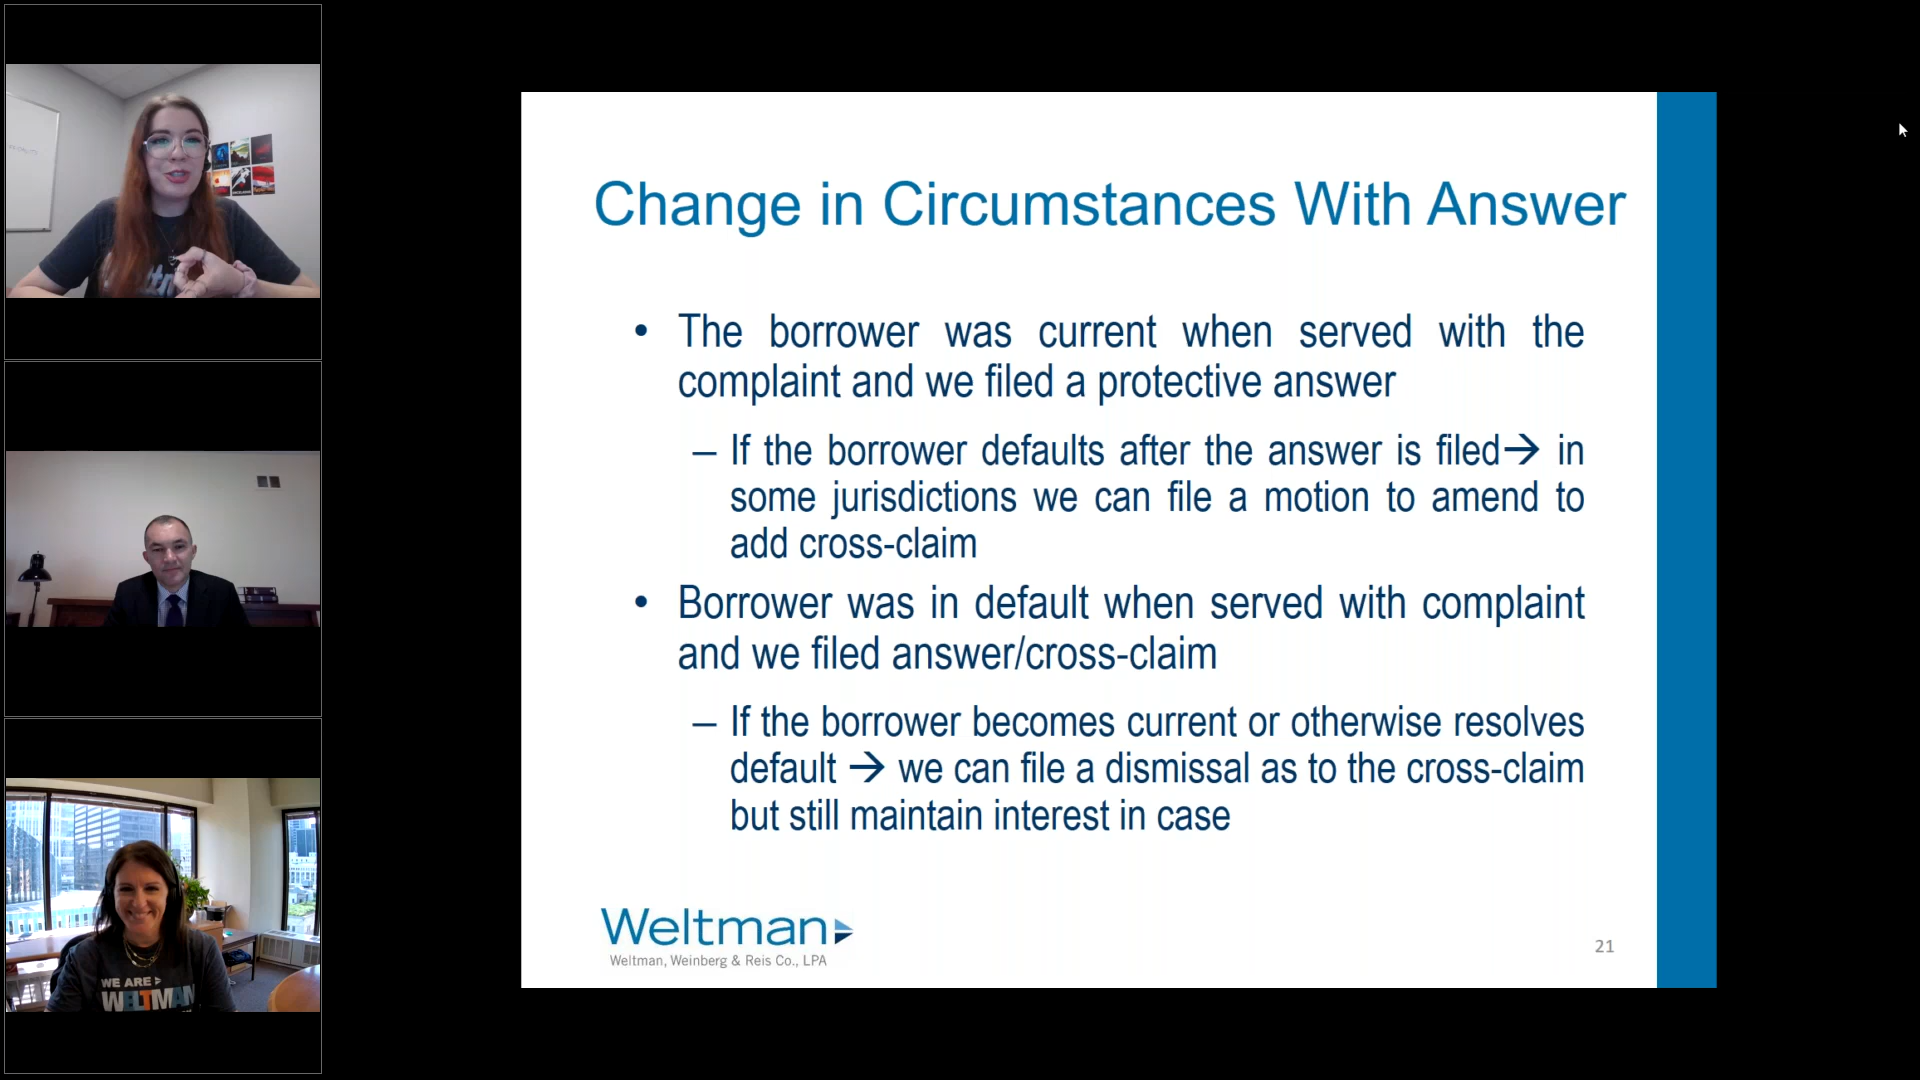 Change in Circumstances With Answer
• The borrower was current when served with the
complaint and we filed a protective answer
– If the borrower defaults after the answer is filed→ in
some jurisdictions we can file a motion to amend to
add cross-claim
• Borrower was in default when served with complaint
and we filed answer/cross-claim
– If the borrower becomes current or otherwise resolves
default → we can file a dismissal as to the cross-claim
but still maintain interest in case
Weltman
Weltman, Weinberg & Reis Co., LPA
21
WE ARE
WELTMAN